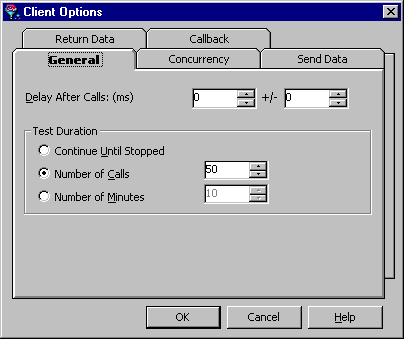 Client Options
Return Data Callback
General Concurrency Send Data
Delay After Calls: (ms) 0 +/- 0
Test Duration
Continue Until Stopped
Number of Calls 50
Number of Minutes 10
OK Cancel Help